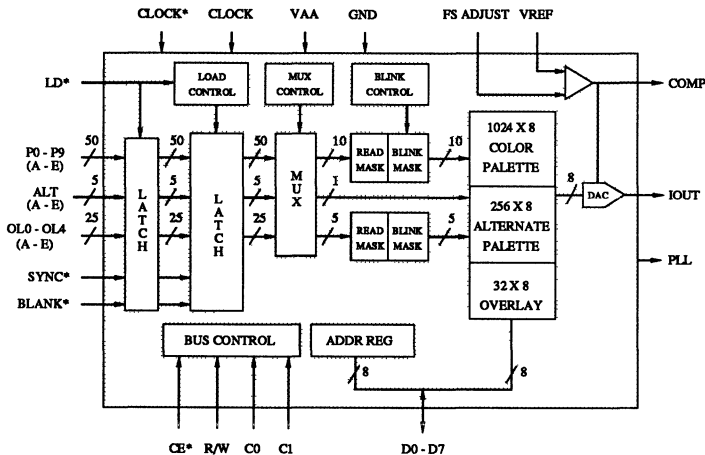 CLOCK* CLOCK VAA GND FS ADJUST VREF
LD*
LOAD
CONTROL
MUX
CONTROL
BLINK
CONTROL
COMP
P0 - P9
(A - E)
50 50 50 10 10
ALT
(A - E)
5 5 5 1
OL0 - OL4
(A - E)
25 25 25 5 5
SYNC*
BLANK*
LATCH
LATCH
MUX
READ
MASK
BLINK
MASK
READ
MASK
BLINK
MASK
1024 X 8
COLOR
PALETTE
256 X 8
ALTERNATE
PALETTE
32 X 8
OVERLAY
8
DAC
IOUT
PLL
BUS CONTROL
ADDR REG
8 8
CE* R/W C0 C1 D0 - D7